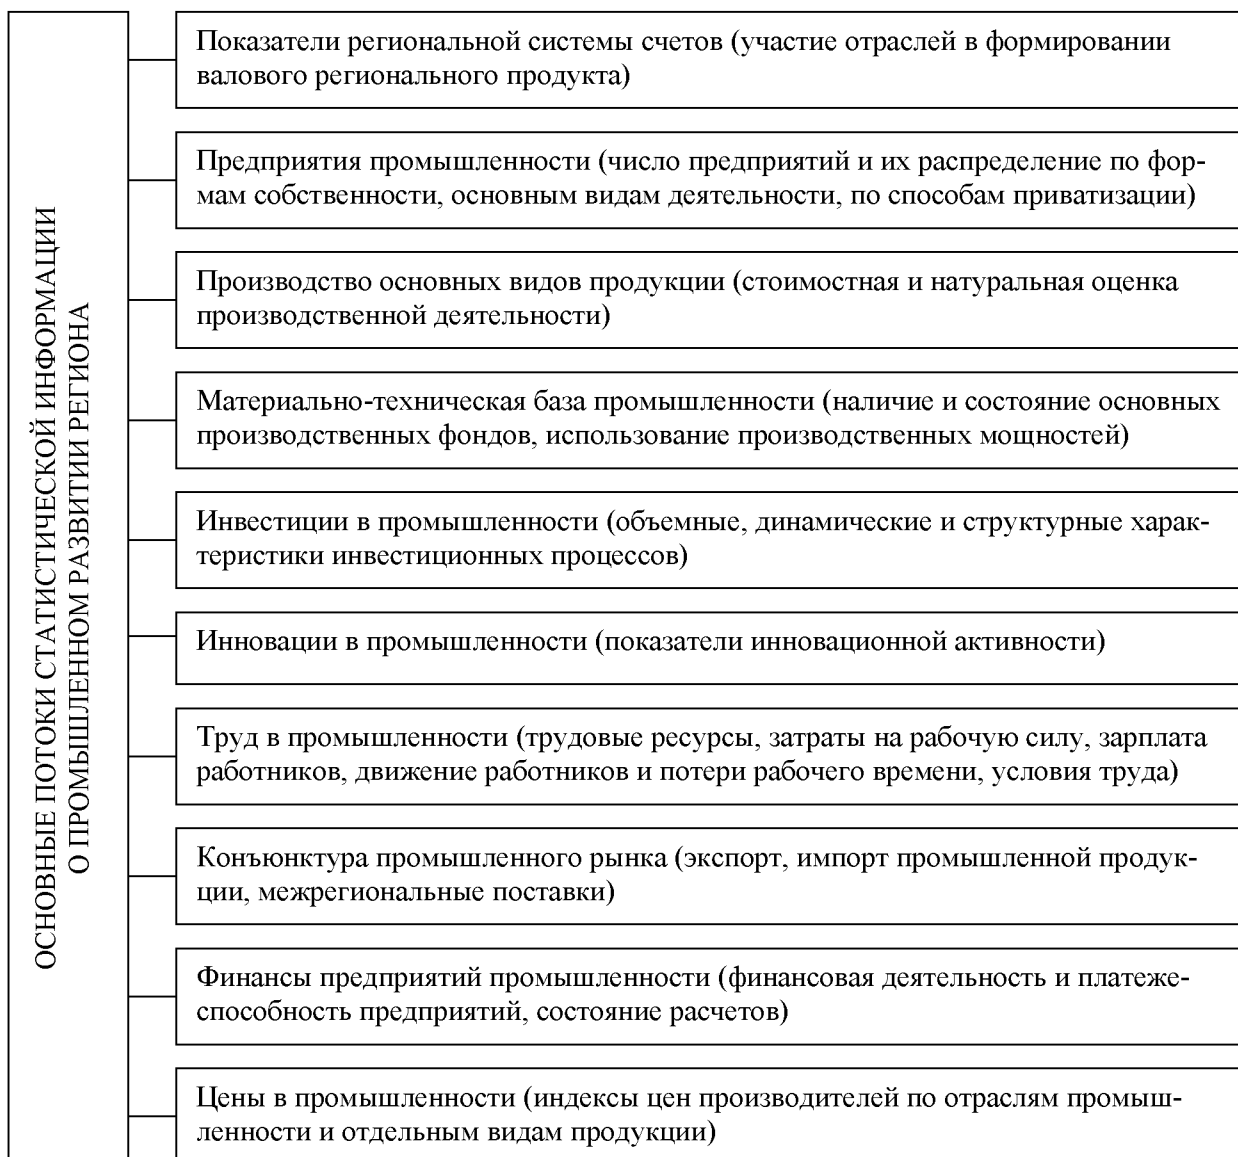 ОСНОВНЫЕ ПОТОКИ СТАТИСТИЧЕСКОЙ ИНФОРМАЦИИ
О ПРОМЫШЛЕННОМ РАЗВИТИИ РЕГИОНА
Показатели региональной системы счетов (участие отраслей в формировании
валового регионального продукта)
Предприятия промышленности (число предприятий и их распределение по фор-
мам собственности, основным видам деятельности, по способам приватизации)
Производство основных видов продукции (стоимостная и натуральная оценка
производственной деятельности)
Материально-техническая база промышленности (наличие и состояние основных
производственных фондов, использование производственных мощностей)
Инвестиции в промышленности (объемные, динамические и структурные харак-
теристики инвестиционных процессов)
Инновации в промышленности (показатели инновационной активности)
Труд в промышленности (трудовые ресурсы, затраты на рабочую силу, зарплата
работников, движение работников и потери рабочего времени, условия труда)
Конъюнктура промышленного рынка (экспорт, импорт промышленной продук-
ции, межрегиональные поставки)
Финансы предприятий промышленности (финансовая деятельность и платеже-
способность предприятий, состояние расчетов)
Цены в промышленности (индексы цен производителей по отраслям промыш-
ленности и отдельным видам продукции)